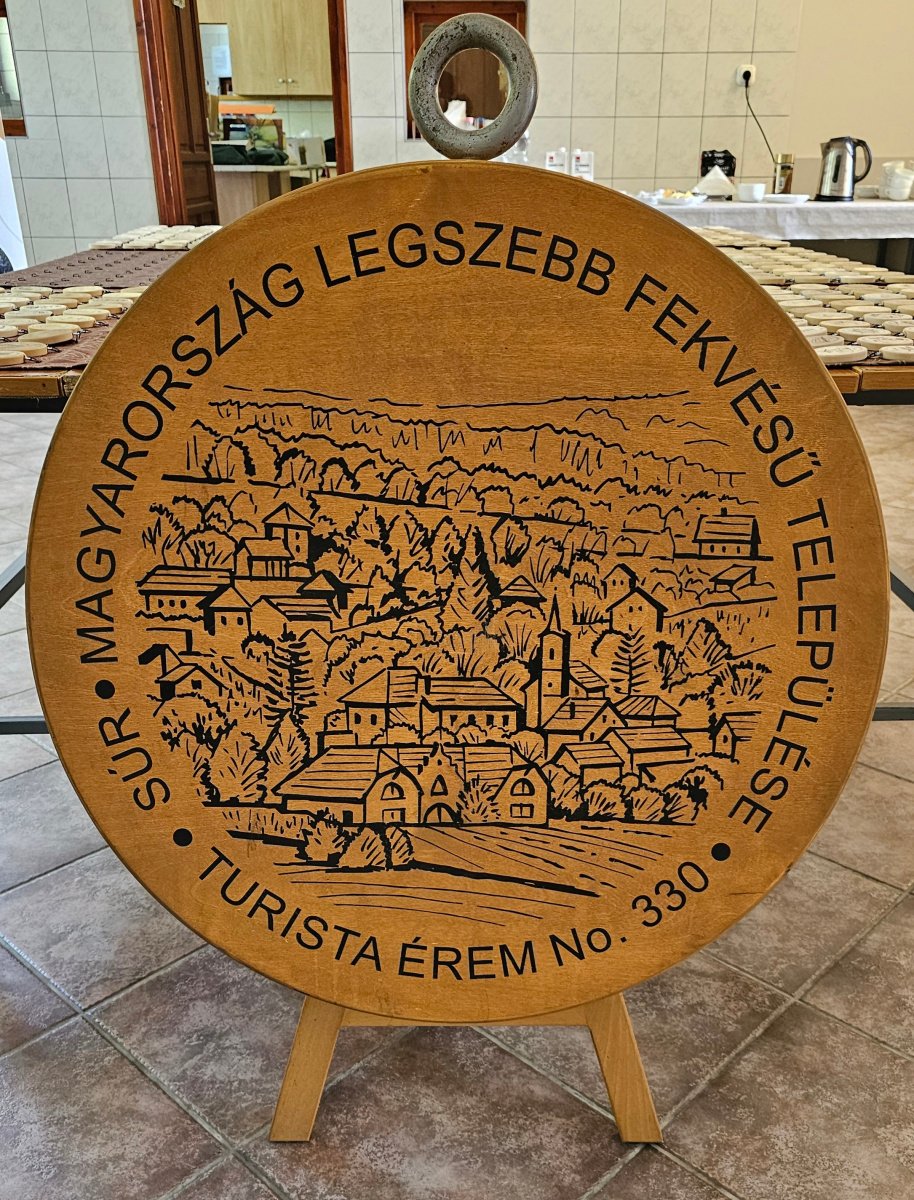 SÚR • MAGYARORSZÁG LEGSZEBB FEKVÉSŰ TELEPÜLÉSE
• TURISTA ÉREM No. 330 •